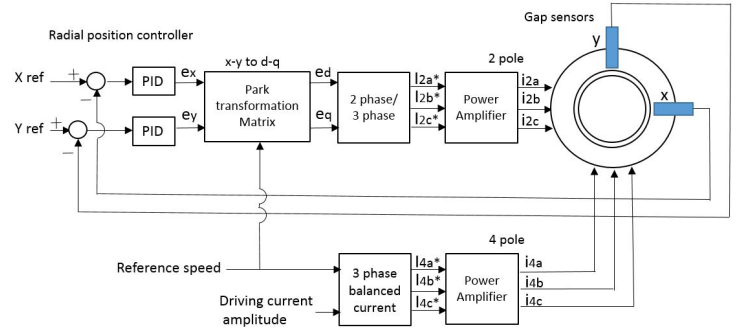 Gap sensors
Radial position controller
y
x-y to d-q
2 pole
X ref
+
−
PID
ex
Park
transformation
Matrix
ed
2 phase/
3 phase
I2a*
I2b*
I2c*
Power
Amplifier
i2a
i2b
i2c
x
Y ref
+
−
PID
ey
eq
4 pole
Reference speed
3 phase
balanced
current
I4a*
I4b*
I4c*
Power
Amplifier
i4a
i4b
i4c
Driving current
amplitude